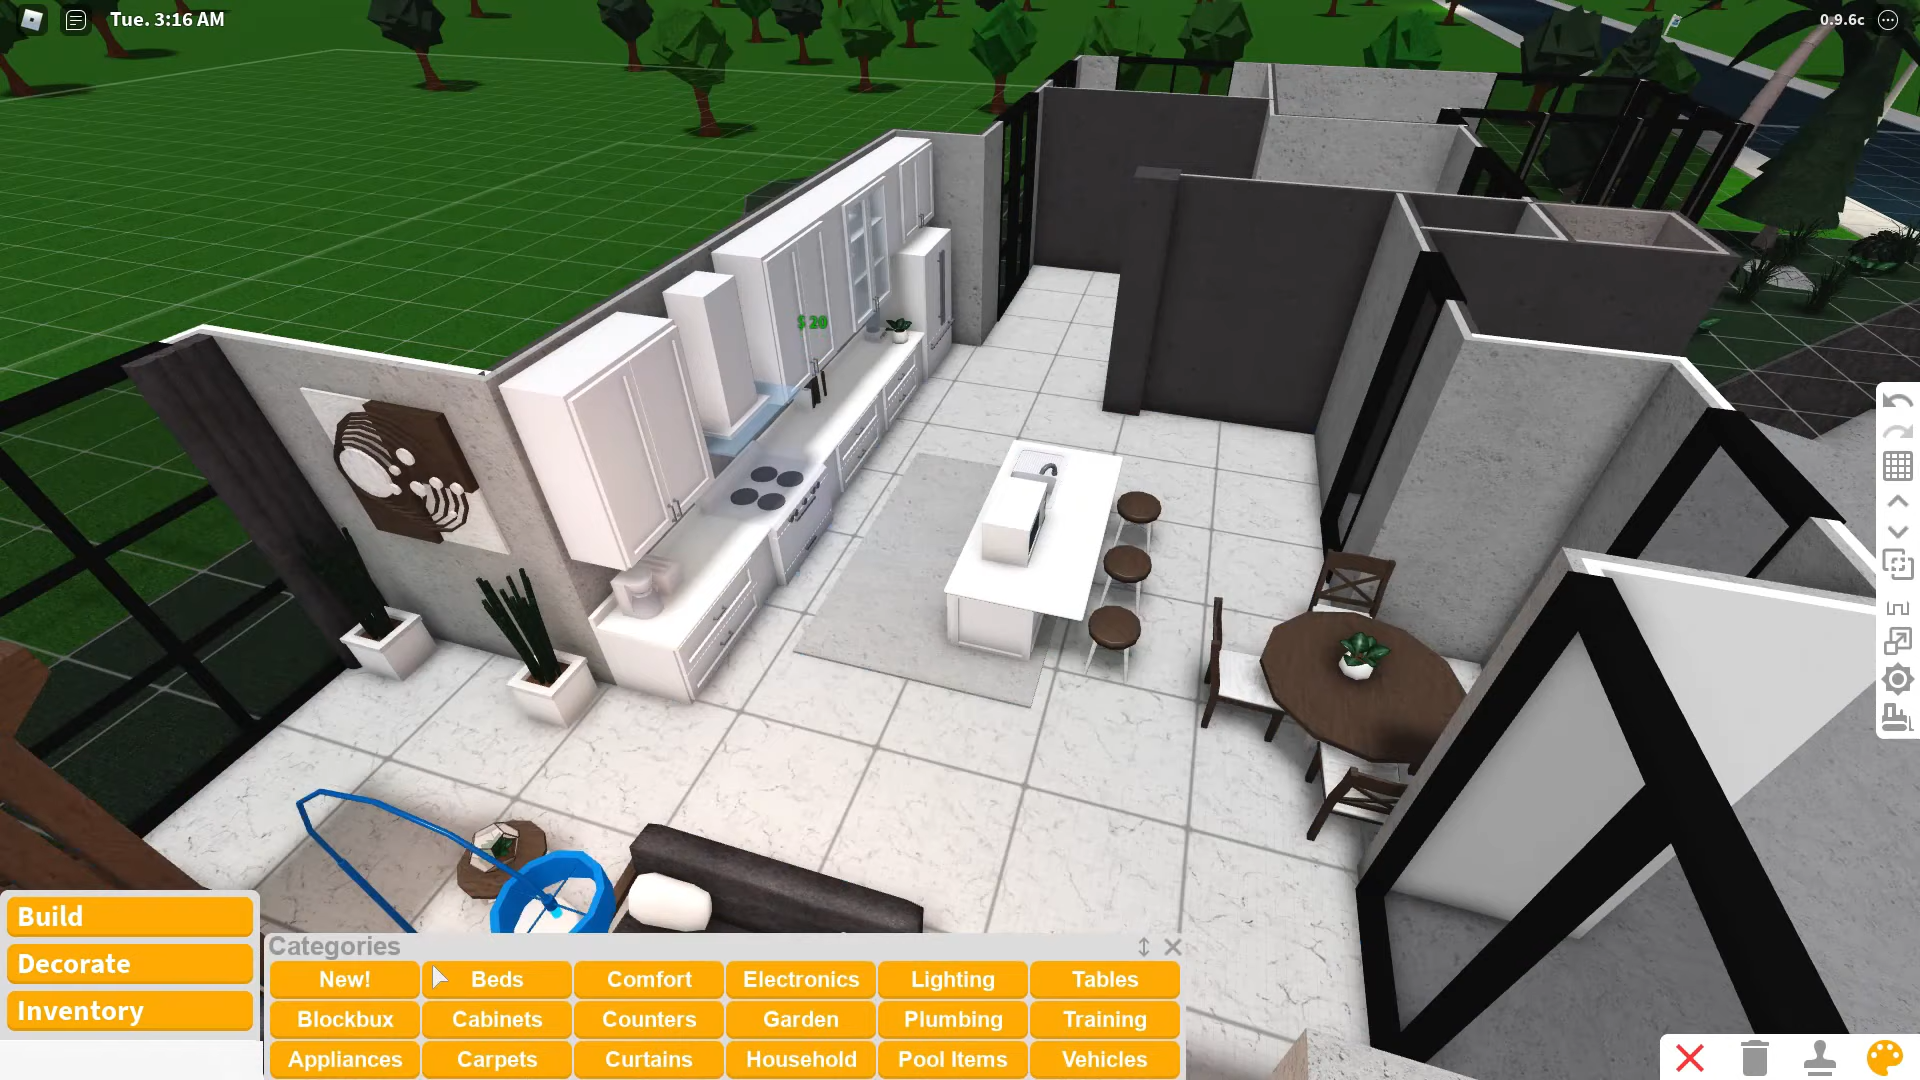 Tue. 3:16 AM
0.9.6c
$ 20
Build
Decorate
Inventory
Categories
New! Beds Comfort Electronics Lighting Tables
Blockbux Cabinets Counters Garden Plumbing Training
Appliances Carpets Curtains Household Pool Items Vehicles